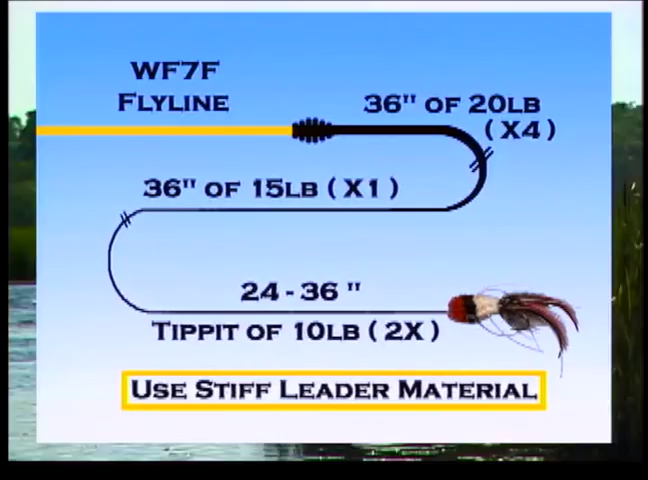 WF7F
FLYLINE
36" OF 20LB
(X4)
36" OF 15LB (X1)
24-36"
TIPPIT OF 10LB (2X)
USE STIFF LEADER MATERIAL